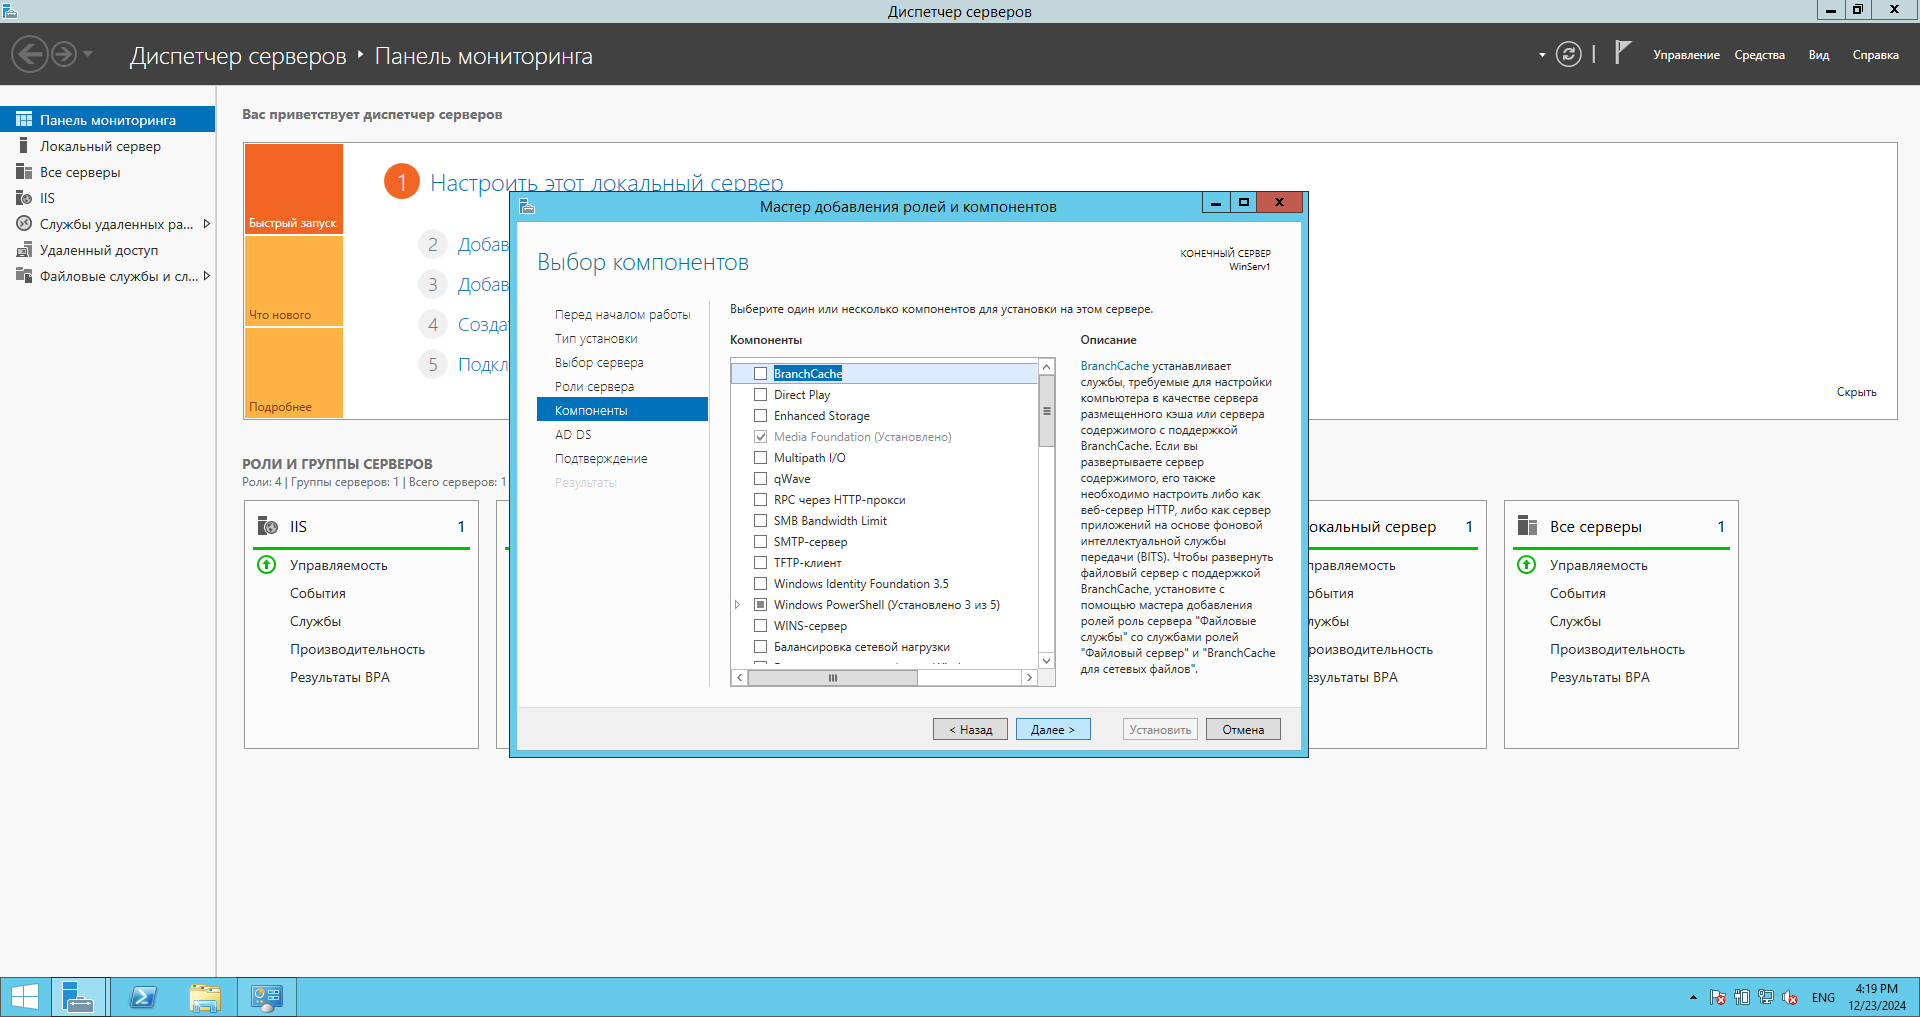 Диспетчер серверов
Диспетчер серверов ‣ Панель мониторинга
Управление Средства Вид Справка
Панель мониторинга
Локальный сервер
Все серверы
IIS
Службы удаленных ра...
Удаленный доступ
Файловые службы и сл...
Вас приветствует диспетчер серверов
Быстрый запуск
Что нового
Подробнее
1 Настроить этот локальный сервер
2 Добав
3 Добав
4 Созда
5 Подкл
Скрыть
РОЛИ И ГРУППЫ СЕРВЕРОВ
Роли: 4 | Группы серверов: 1 | Всего серверов: 1
IIS 1
Управляемость
События
Службы
Производительность
Результаты BPA
Мастер добавления ролей и компонентов
Выбор компонентов
КОНЕЧНЫЙ СЕРВЕР
WinServ1
Перед началом работы
Тип установки
Выбор сервера
Роли сервера
Компоненты
AD DS
Подтверждение
Результаты
Выберите один или несколько компонентов для установки на этом сервере.
Компоненты
BranchCache
Direct Play
Enhanced Storage
Media Foundation (Установлено)
Multipath I/O
qWave
RPC через HTTP-прокси
SMB Bandwidth Limit
SMTP-сервер
TFTP-клиент
Windows Identity Foundation 3.5
Windows PowerShell (Установлено 3 из 5)
WINS-сервер
Балансировка сетевой нагрузки
Описание
BranchCache устанавливает
службы, требуемые для настройки
компьютера в качестве сервера
размещенного кэша или сервера
содержимого с поддержкой
BranchCache. Если вы
развертываете сервер
содержимого, его также
необходимо настроить либо как
веб-сервер HTTP, либо как сервер
приложений на основе фоновой
интеллектуальной службы
передачи (BITS). Чтобы развернуть
файловый сервер с поддержкой
BranchCache, установите с
помощью мастера добавления
ролей роль сервера "Файловые
службы" со службами ролей
"Файловый сервер" и "BranchCache
для сетевых файлов".
< Назад Далее > Установить Отмена
окальный сервер 1
правляемость
обытия
лужбы
роизводительность
езультаты BPA
Все серверы 1
Управляемость
События
Службы
Производительность
Результаты BPA
ENG
4:19 PM
12/23/2024